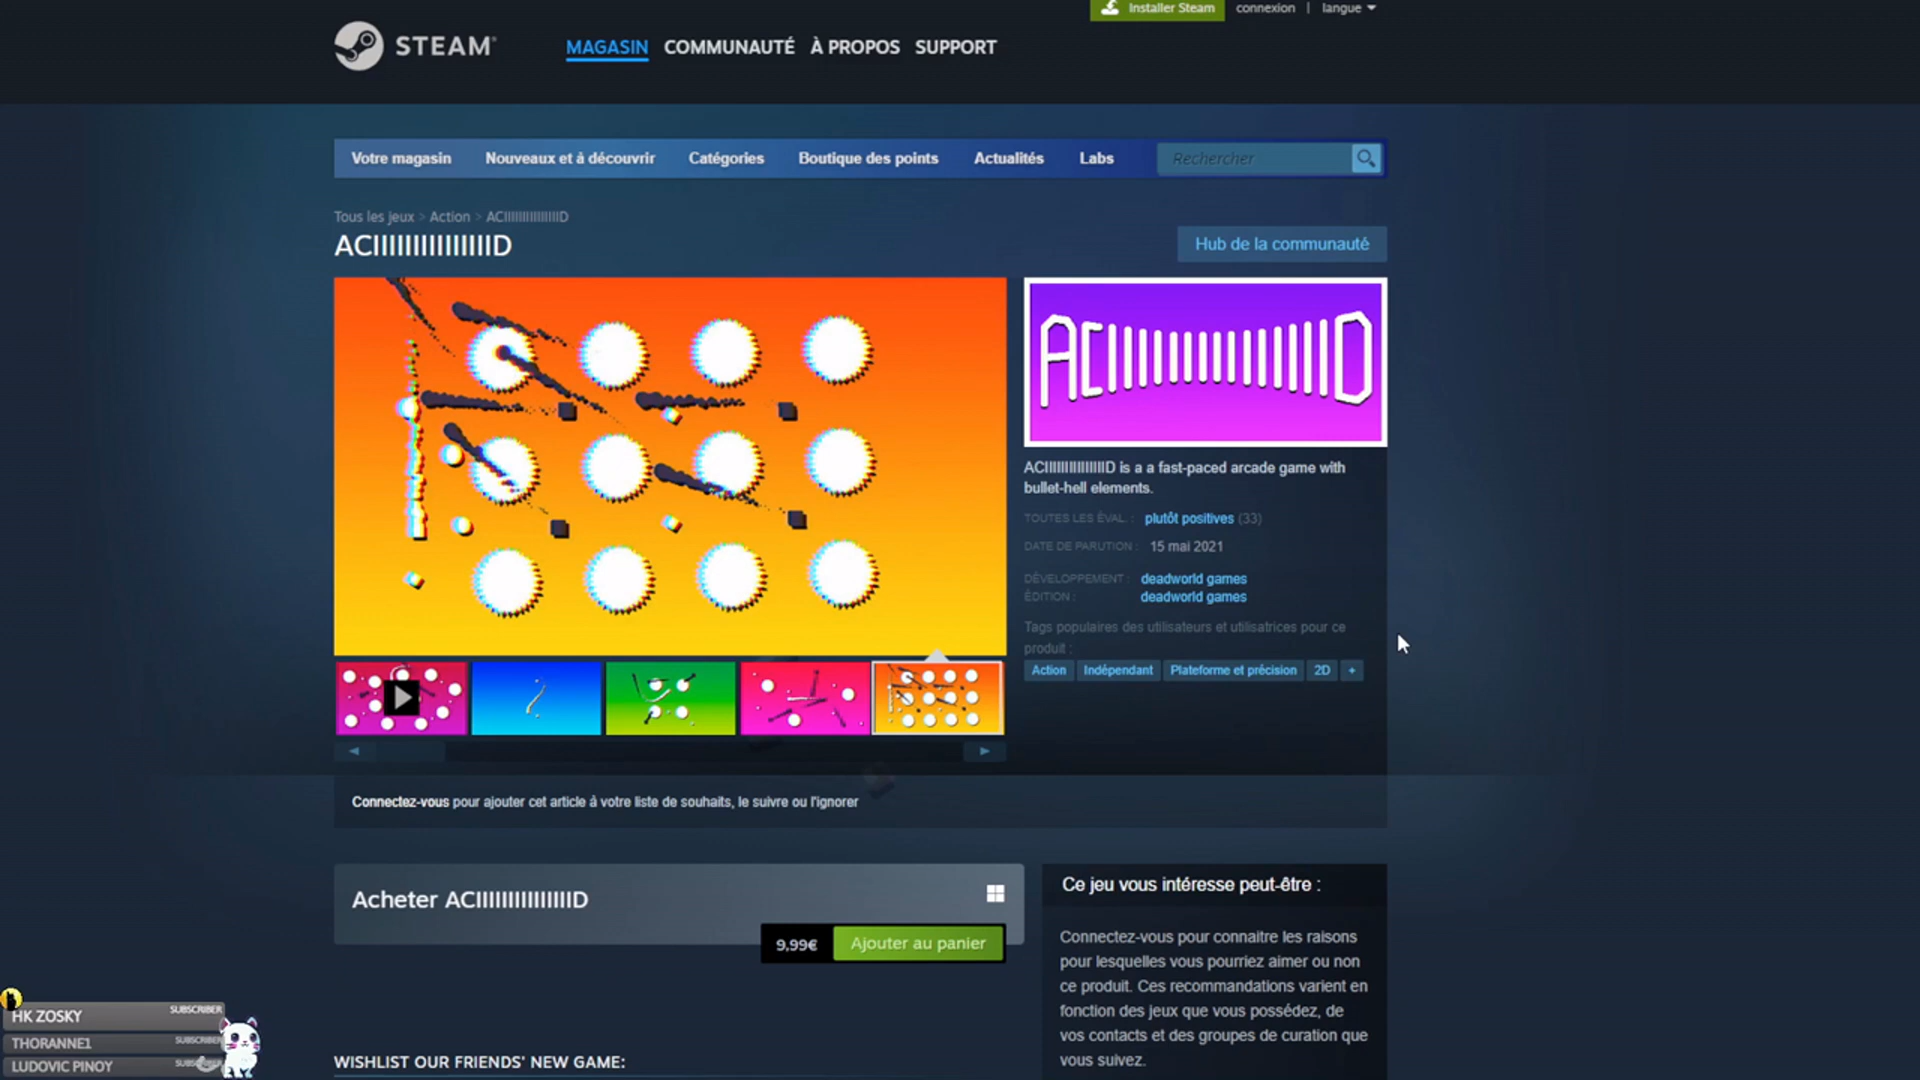 Installer Steam
connexion | langue
STEAM
MAGASIN COMMUNAUTÉ À PROPOS SUPPORT
Votre magasin Nouveaux et à découvrir Catégories Boutique des points Actualités Labs Rechercher
Tous les jeux > Action > ACIIIIIIIIIIIIIIID
ACIIIIIIIIIIIIIIID
Hub de la communauté
ACIIIIIIIIIIIIIIID
ACIIIIIIIIIIIIIIID is a a fast-paced arcade game with
bullet-hell elements.
TOUTES LES ÉVAL. : plutôt positives (33)
DATE DE PARUTION : 15 mai 2021
DÉVELOPPEMENT : deadworld games
ÉDITION : deadworld games
Tags populaires des utilisateurs et utilisatrices pour ce
produit :
Action Indépendant Plateforme et précision 2D +
Connectez-vous pour ajouter cet article à votre liste de souhaits, le suivre ou l'ignorer
Acheter ACIIIIIIIIIIIIIIID
9,99€ Ajouter au panier
Ce jeu vous intéresse peut-être :
Connectez-vous pour connaitre les raisons
pour lesquelles vous pourriez aimer ou non
ce produit. Ces recommandations varient en
fonction des jeux que vous possédez, de
vos contacts et des groupes de curation que
vous suivez.
WISHLIST OUR FRIENDS' NEW GAME:
HK ZOSKY SUBSCRIBER
THORANNE1 SUBSCRIBER
LUDOVIC PINOY